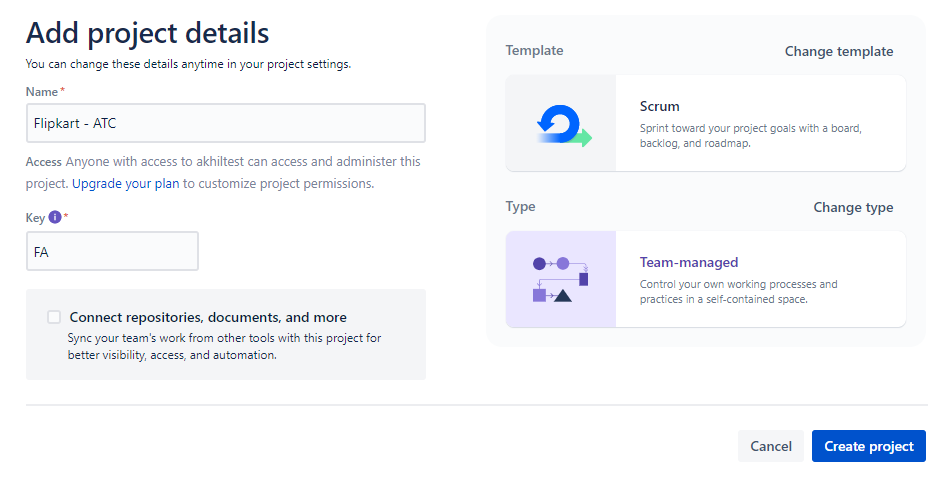 Add project details
You can change these details anytime in your project settings.
Name *
Flipkart - ATC
Access Anyone with access to akhiltest can access and administer this
project. Upgrade your plan to customize project permissions.
Key i *
FA
Connect repositories, documents, and more
Sync your team's work from other tools with this project for
better visibility, access, and automation.
Template
Change template
Scrum
Sprint toward your project goals with a board,
backlog, and roadmap.
Type
Change type
Team-managed
Control your own working processes and
practices in a self-contained space.
Cancel
Create project